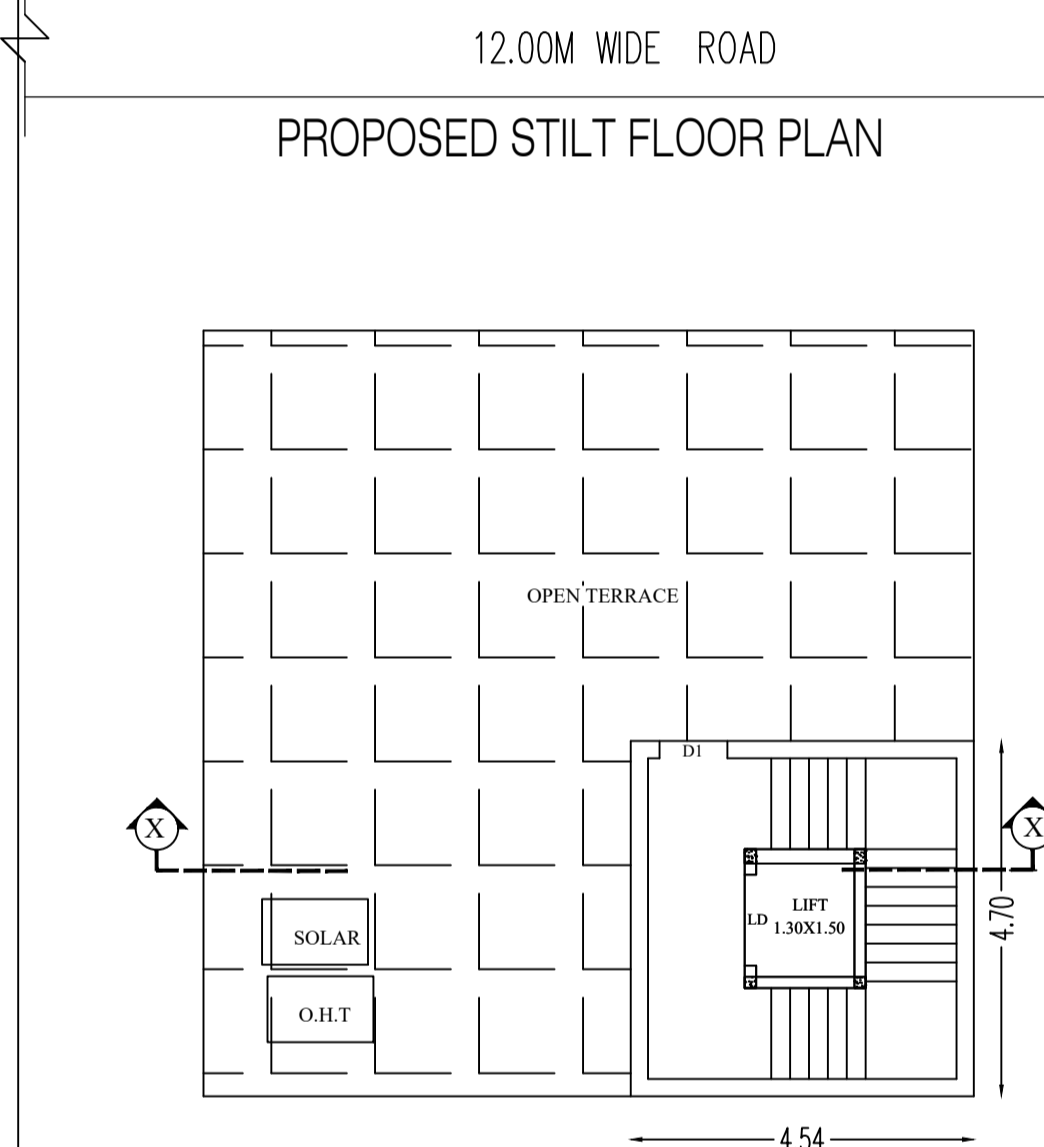 12.00M WIDE ROAD
PROPOSED STILT FLOOR PLAN
OPEN TERRACE
D1
X
X
LIFT
LD 1.30X1.50
4.70
SOLAR
O.H.T
4.54